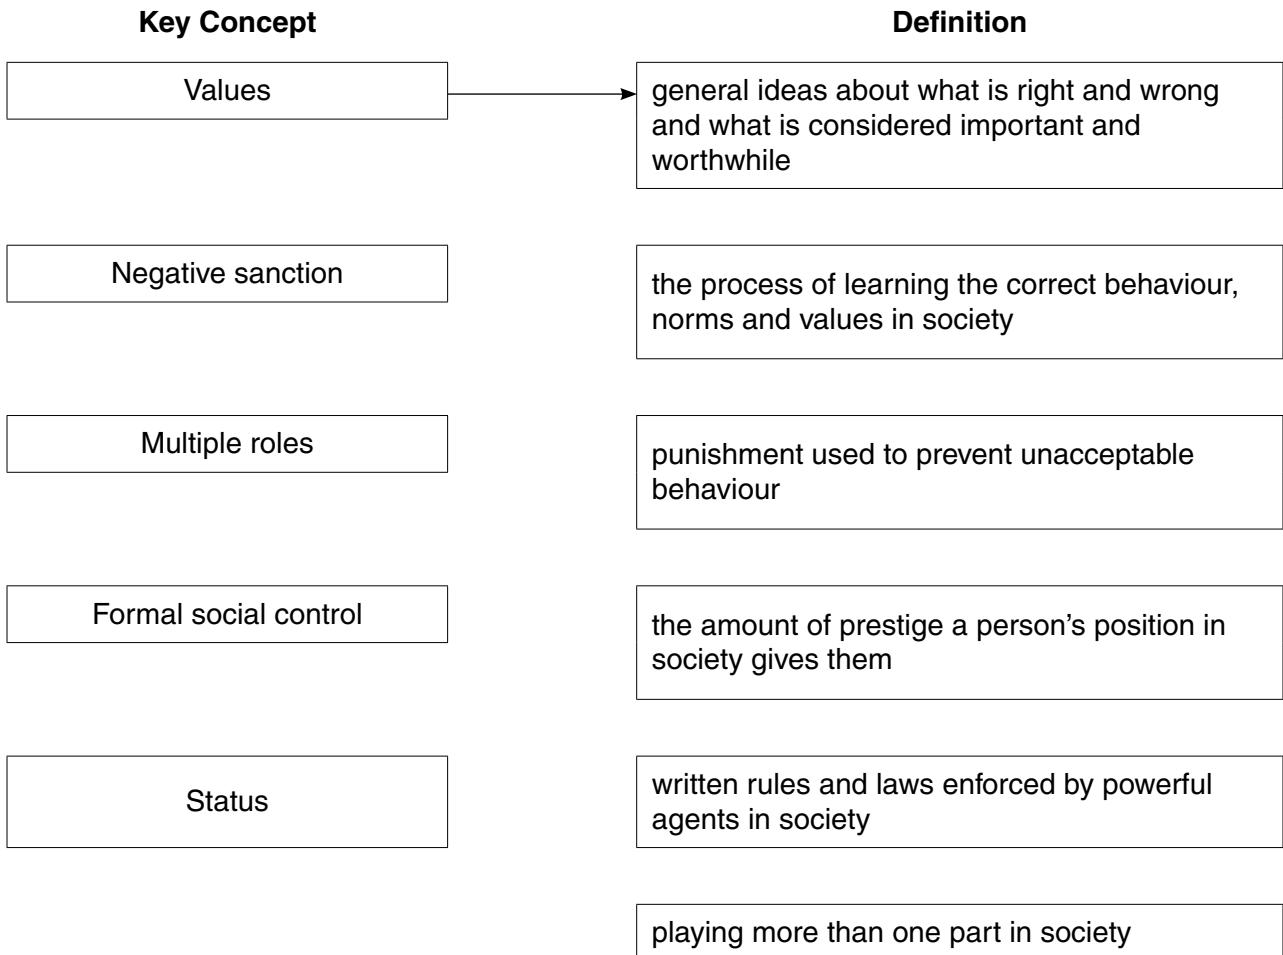 Key Concept
Definition
Values
general ideas about what is right and wrong
and what is considered important and
worthwhile
Negative sanction
the process of learning the correct behaviour,
norms and values in society
Multiple roles
punishment used to prevent unacceptable
behaviour
Formal social control
the amount of prestige a person’s position in
society gives them
Status
written rules and laws enforced by powerful
agents in society
playing more than one part in society